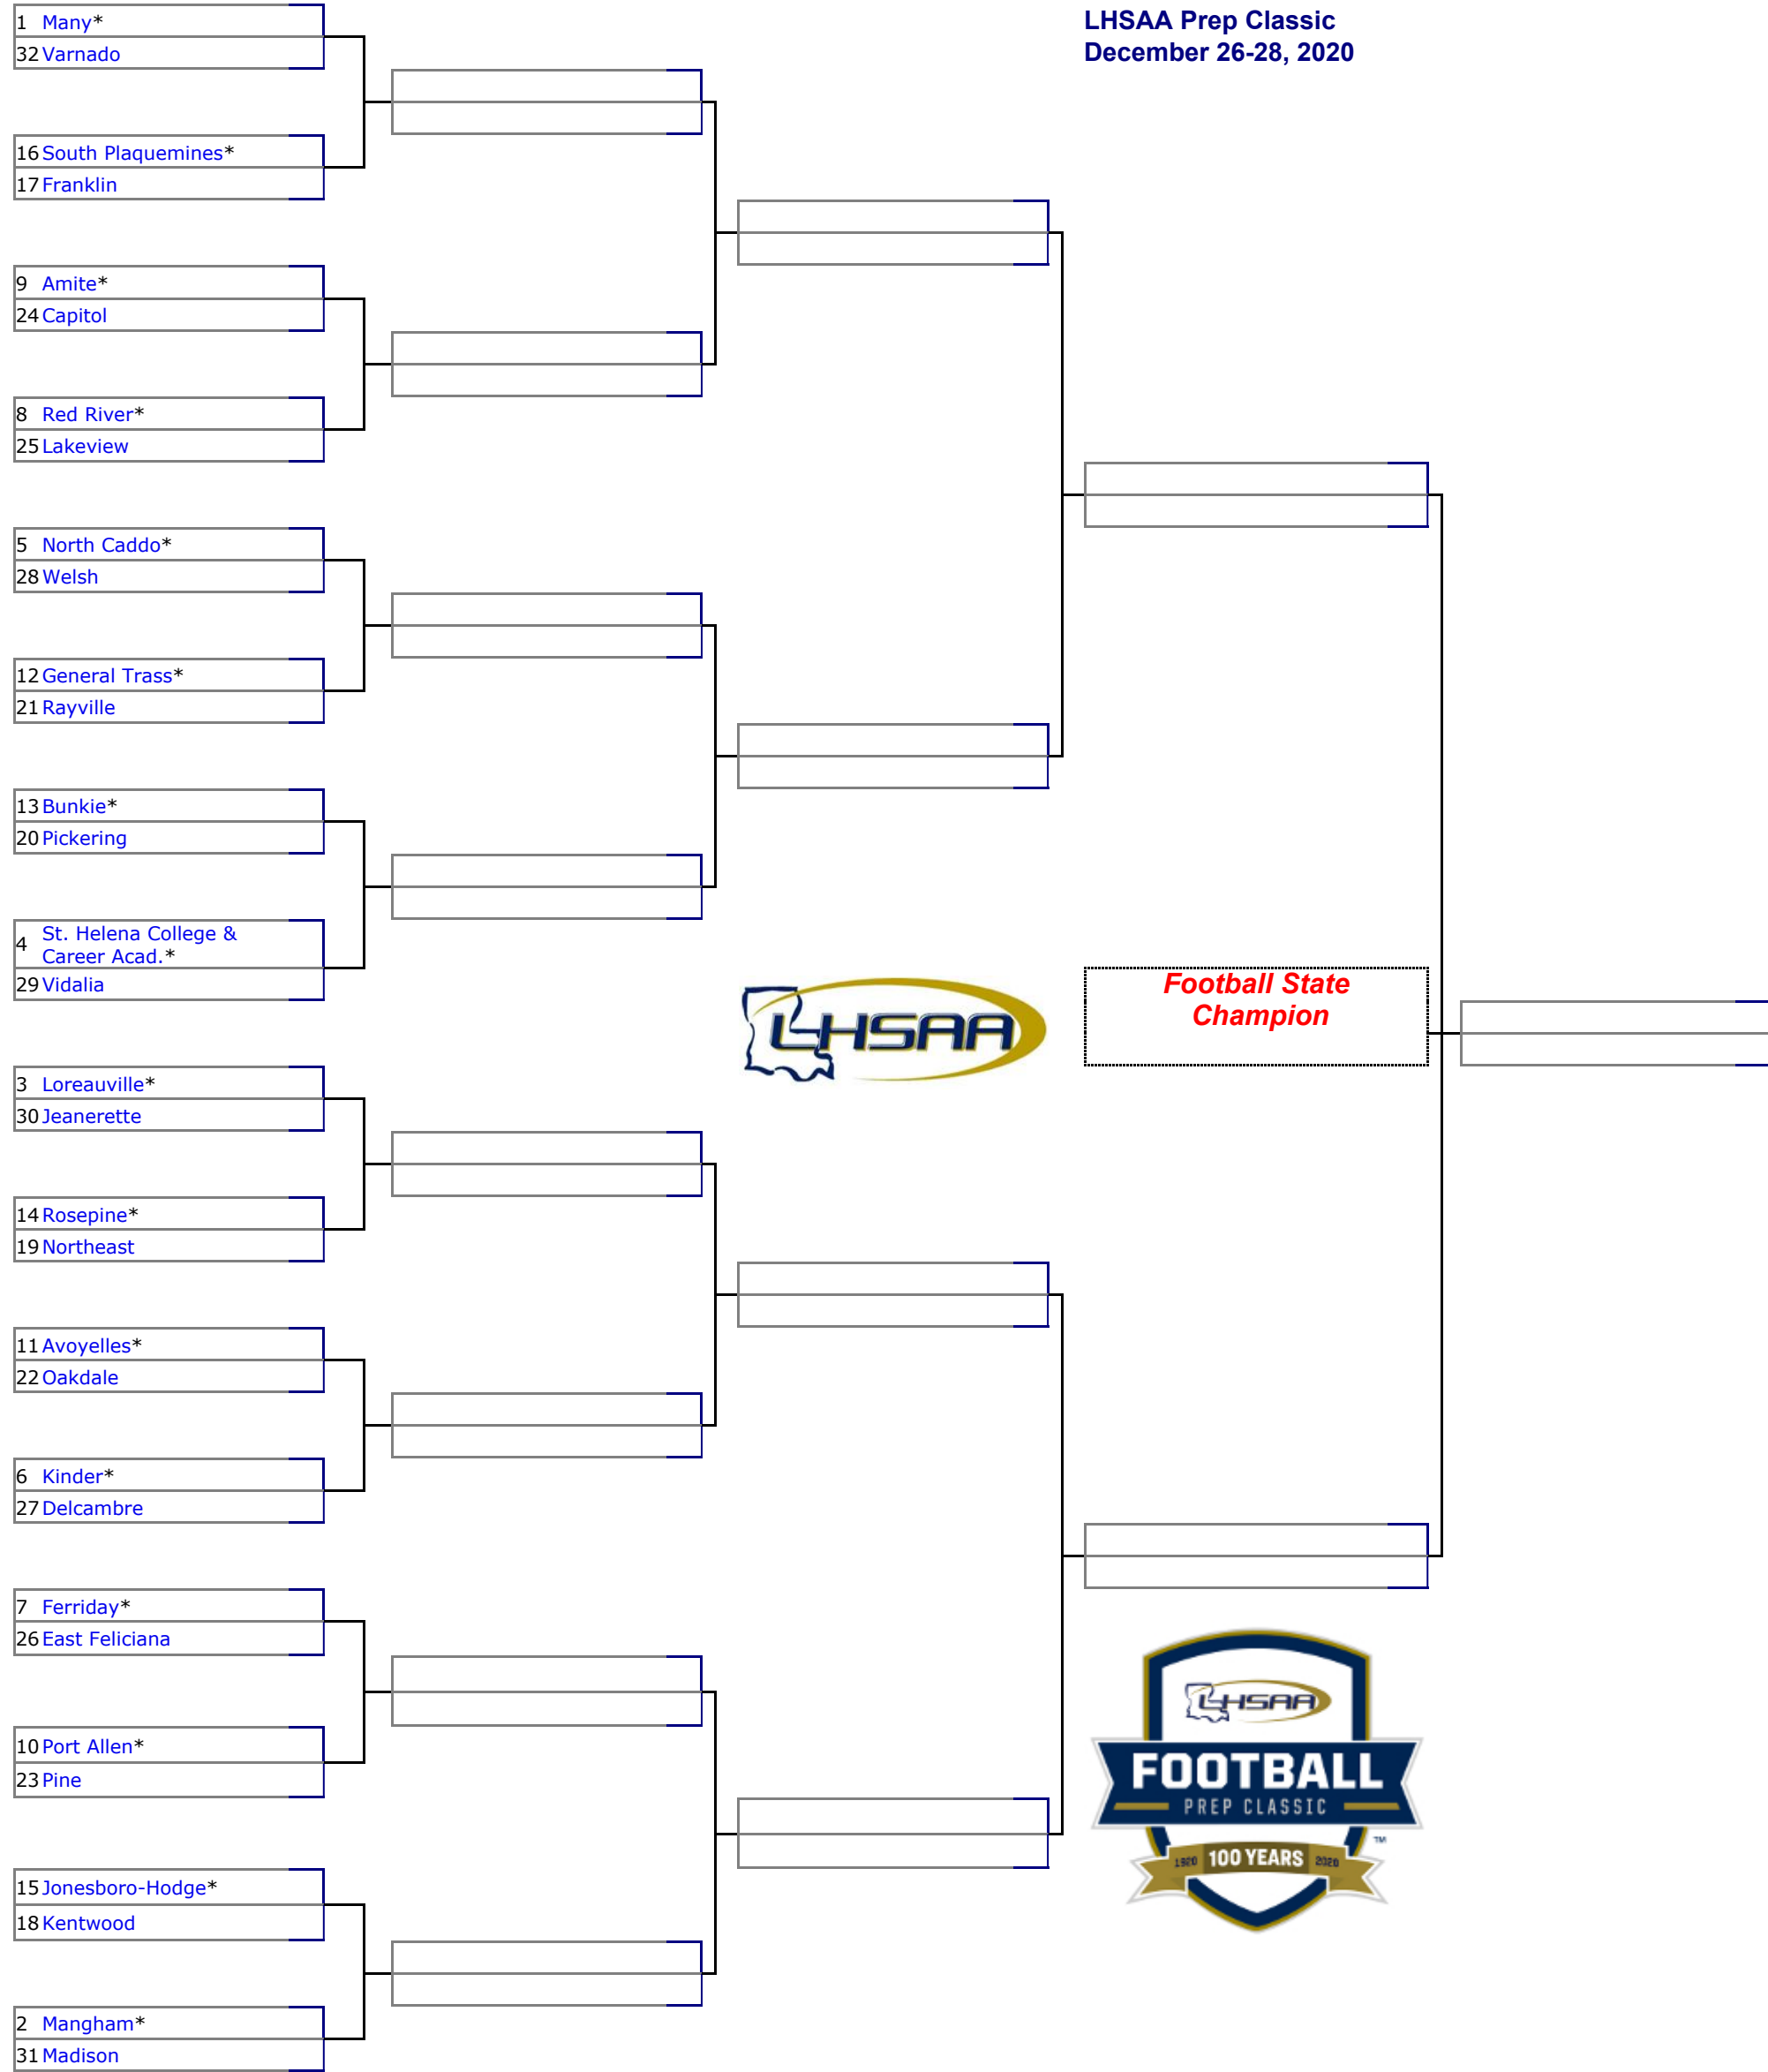 LHSAA Prep Classic
December 26-28, 2020
1 Many*
32 Varnado
16 South Plaquemines*
17 Franklin
9 Amite*
24 Capitol
8 Red River*
25 Lakeview
5 North Caddo*
28 Welsh
12 General Trass*
21 Rayville
13 Bunkie*
20 Pickering
4 St. Helena College &
Career Acad.*
29 Vidalia
LHSAA
Football State
Champion
3 Loreauville*
30 Jeanerette
14 Rosepine*
19 Northeast
11 Avoyelles*
22 Oakdale
6 Kinder*
27 Delcambre
7 Ferriday*
26 East Feliciana
10 Port Allen*
23 Pine
15 Jonesboro-Hodge*
18 Kentwood
2 Mangham*
31 Madison
LHSAA
FOOTBALL
PREP CLASSIC
TM
1920 100 YEARS 2020